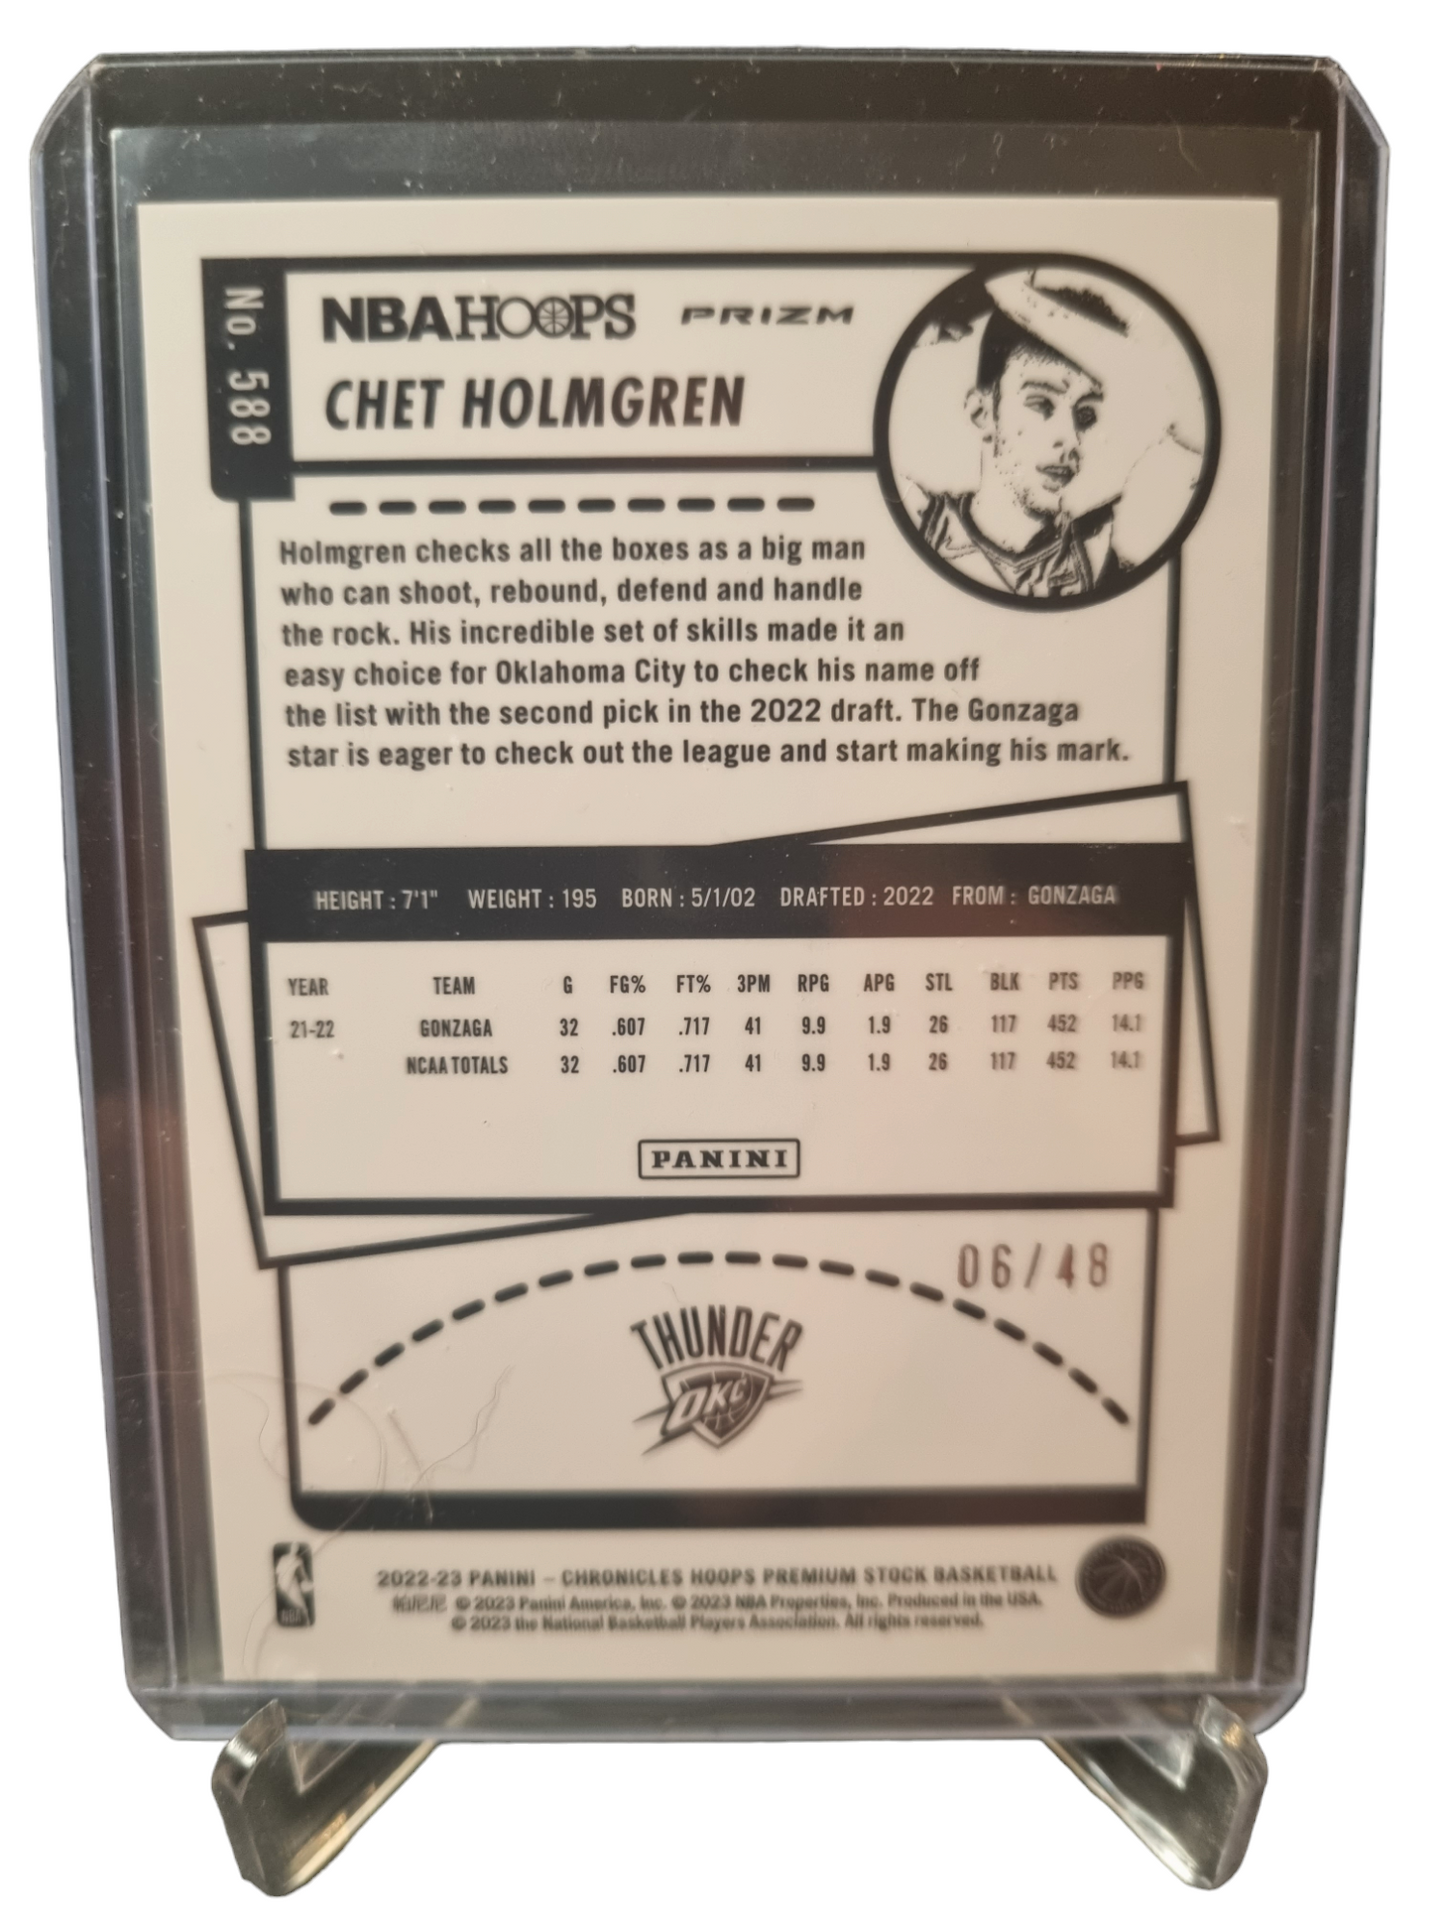 No. 588
NBA HOOPS PRIZM
CHET HOLMGREN
Holmgren checks all the boxes as a big man
who can shoot, rebound, defend and handle
the rock. His incredible set of skills made it an
easy choice for Oklahoma City to check his name off
the list with the second pick in the 2022 draft. The Gonzaga
star is eager to check out the league and start making his mark.
HEIGHT : 7'1" WEIGHT : 195 BORN : 5/1/02 DRAFTED : 2022 FROM : GONZAGA
YEAR TEAM G FG% FT% 3PM RPG APG STL BLK PTS PPG
21-22 GONZAGA 32 .607 .717 41 9.9 1.9 26 117 452 14.1
NCAA TOTALS 32 .607 .717 41 9.9 1.9 26 117 452 14.1
PANINI
06/48
THUNDER
OKC
2022-23 PANINI – CHRONICLES HOOPS PREMIUM STOCK BASKETBALL
帕尼尼 © 2023 Panini America, Inc. © 2023 NBA Properties, Inc. Produced in the USA.
© 2023 the National Basketball Players Association. All rights reserved.
NBA